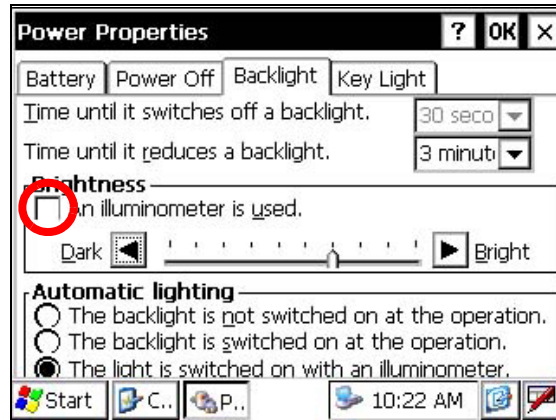 Power Properties ? OK ×
Battery Power Off Backlight Key Light
Time until it switches off a backlight. 30 seco
Time until it reduces a backlight. 3 minut
Brightness
An illuminometer is used.
Dark Bright
Automatic lighting
The backlight is not switched on at the operation.
The backlight is switched on at the operation.
The light is switched on with an illuminometer.
Start C.. P.. 10:22 AM